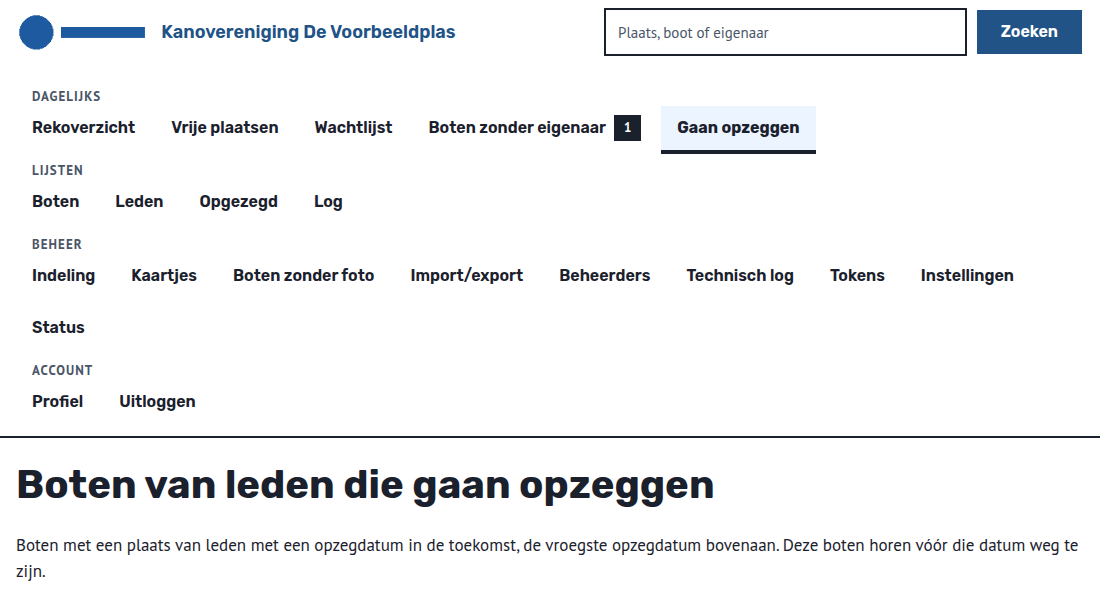 Kanovereniging De Voorbeeldplas
Plaats, boot of eigenaar
Zoeken
DAGELIJKS
Rekoverzicht Vrije plaatsen Wachtlijst Boten zonder eigenaar 1 Gaan opzeggen
LIJSTEN
Boten Leden Opgezegd Log
BEHEER
Indeling Kaartjes Boten zonder foto Import/export Beheerders Technisch log Tokens Instellingen
Status
ACCOUNT
Profiel Uitloggen
Boten van leden die gaan opzeggen
Boten met een plaats van leden met een opzegdatum in de toekomst, de vroegste opzegdatum bovenaan. Deze boten horen vóór die datum weg te
zijn.